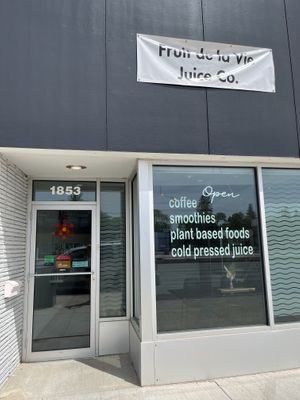 Fruit de la Vie
Juice Co.
1853
Open
coffee
smoothies
plant based foods
cold pressed juice